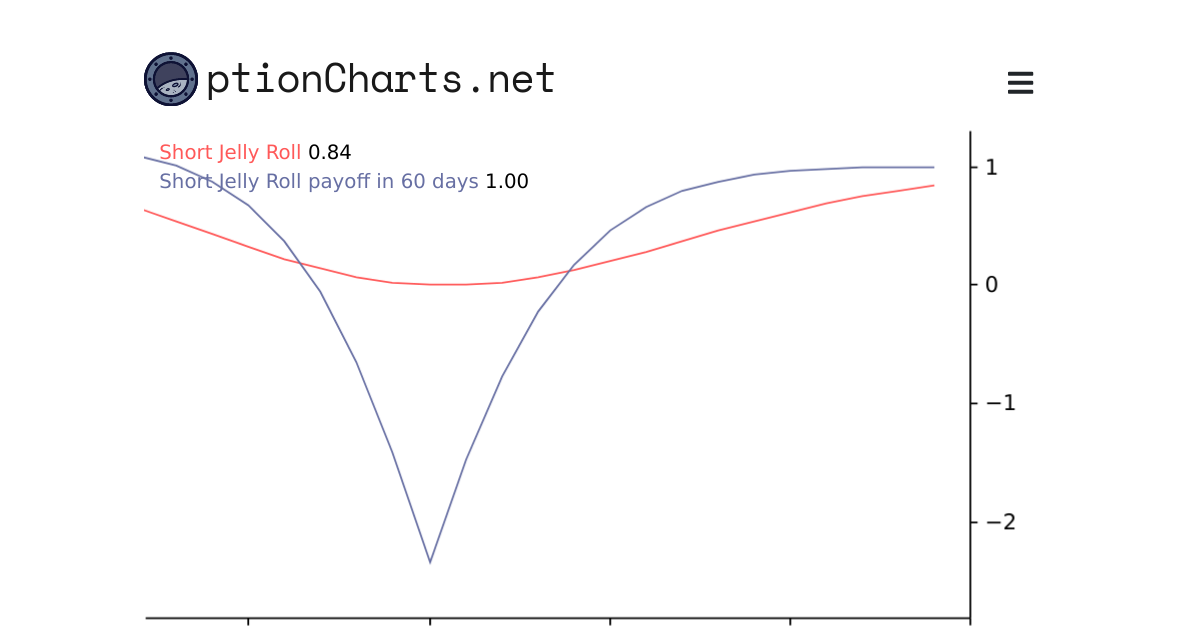 ptionCharts.net
Short Jelly Roll 0.84
Short Jelly Roll payoff in 60 days 1.00
1
0
−1
−2